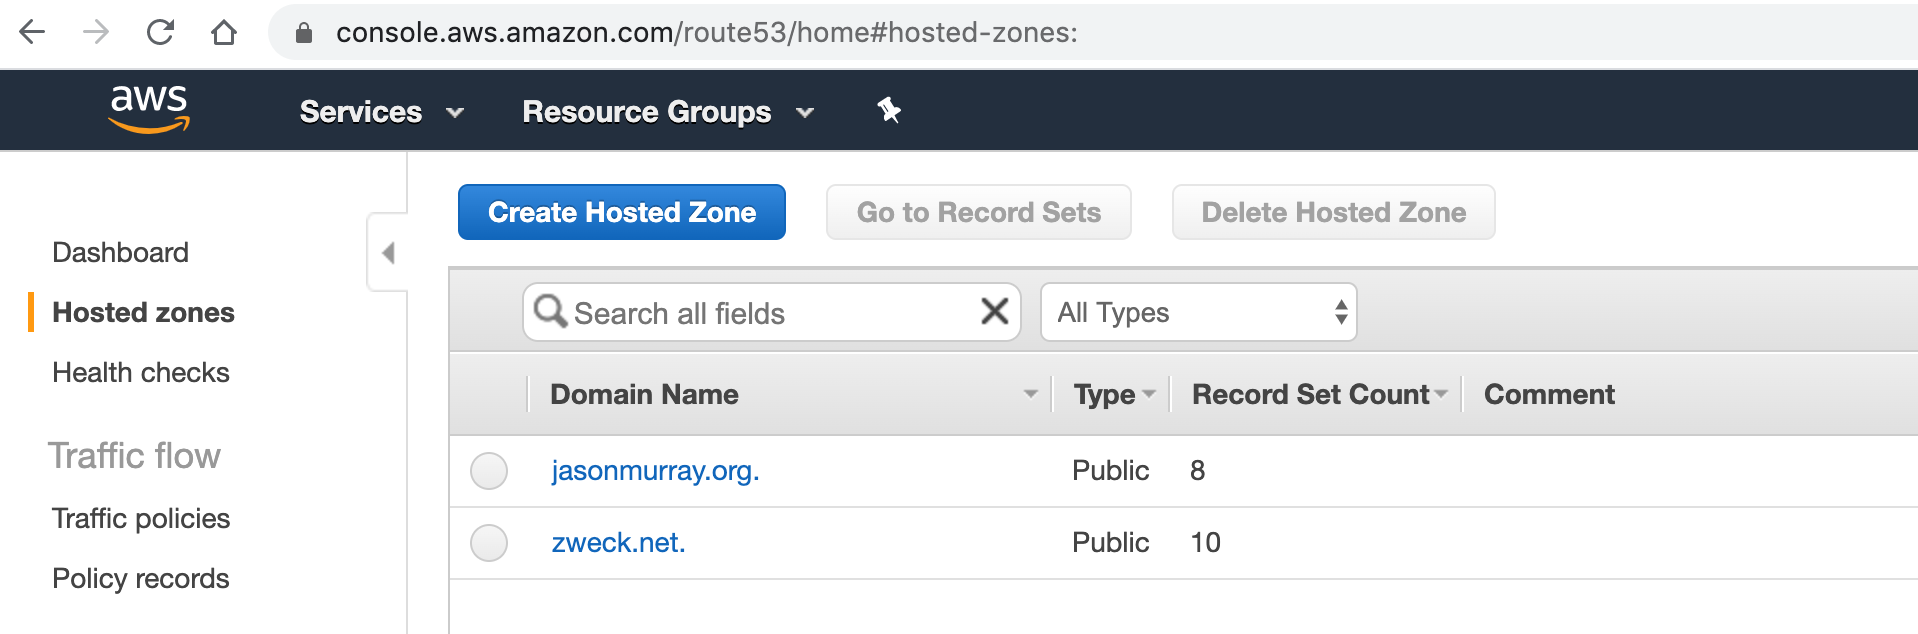 console.aws.amazon.com/route53/home#hosted-zones:
aws Services Resource Groups
Create Hosted Zone Go to Record Sets Delete Hosted Zone
Dashboard
Hosted zones
Health checks
Traffic flow
Traffic policies
Policy records
Search all fields All Types
Domain Name Type Record Set Count Comment
jasonmurray.org. Public 8
zweck.net. Public 10